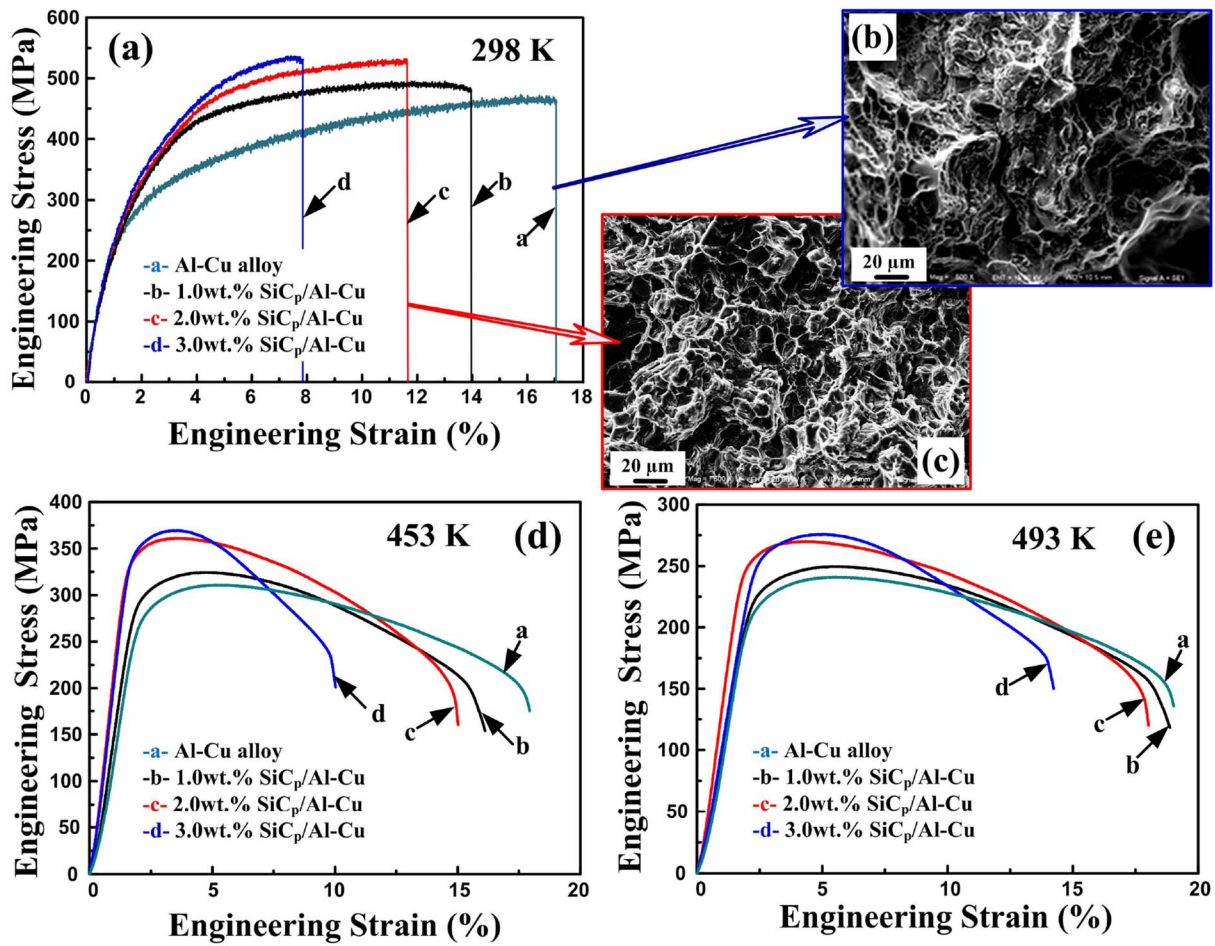 600
500
400
300
200
100
0
Engineering Stress (MPa)
(a)
298 K
d
c
b
a
-a- Al-Cu alloy
-b- 1.0wt.% SiCp/Al-Cu
-c- 2.0wt.% SiCp/Al-Cu
-d- 3.0wt.% SiCp/Al-Cu
0 2 4 6 8 10 12 14 16 18
Engineering Strain (%)
(b)
20 µm
Signal A = SE1
20 µm
(c)
400
350
300
250
200
150
100
50
0
Engineering Stress (MPa)
453 K
(d)
a
d
c
b
-a- Al-Cu alloy
-b- 1.0wt.% SiCp/Al-Cu
-c- 2.0wt.% SiCp/Al-Cu
-d- 3.0wt.% SiCp/Al-Cu
0 5 10 15 20
Engineering Strain (%)
300
250
200
150
100
50
0
Engineering Stress (MPa)
493 K
(e)
a
d
c
b
-a- Al-Cu alloy
-b- 1.0wt.% SiCp/Al-Cu
-c- 2.0wt.% SiCp/Al-Cu
-d- 3.0wt.% SiCp/Al-Cu
0 5 10 15 20
Engineering Strain (%)